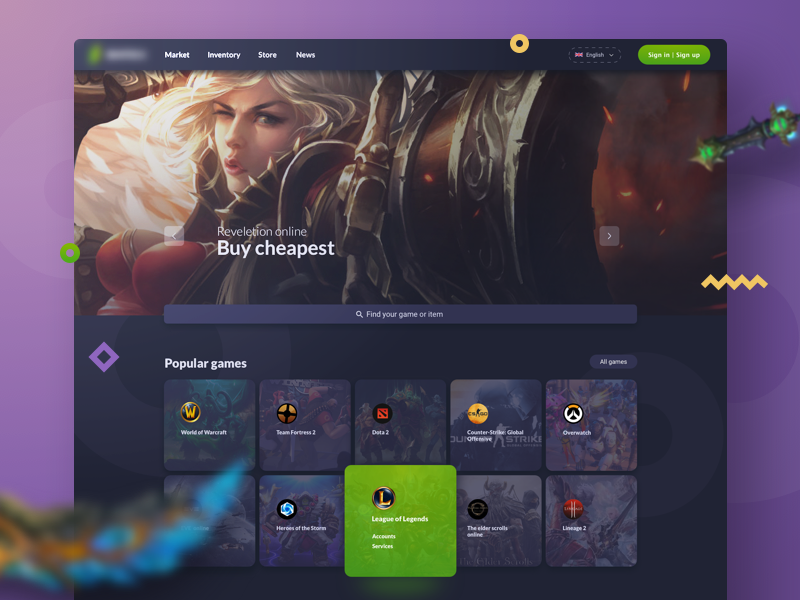 Market
Inventory
Store
News
English
Sign in | Sign up
Reveletion online
Buy cheapest
Find your game or item
Popular games
All games
World of Warcraft
Team Fortress 2
Dota 2
CS:GO
Counter-Strike: Global
Offensive
Overwatch
Heroes of the Storm
League of Legends
Accounts
Services
The elder scrolls
online
Lineage 2